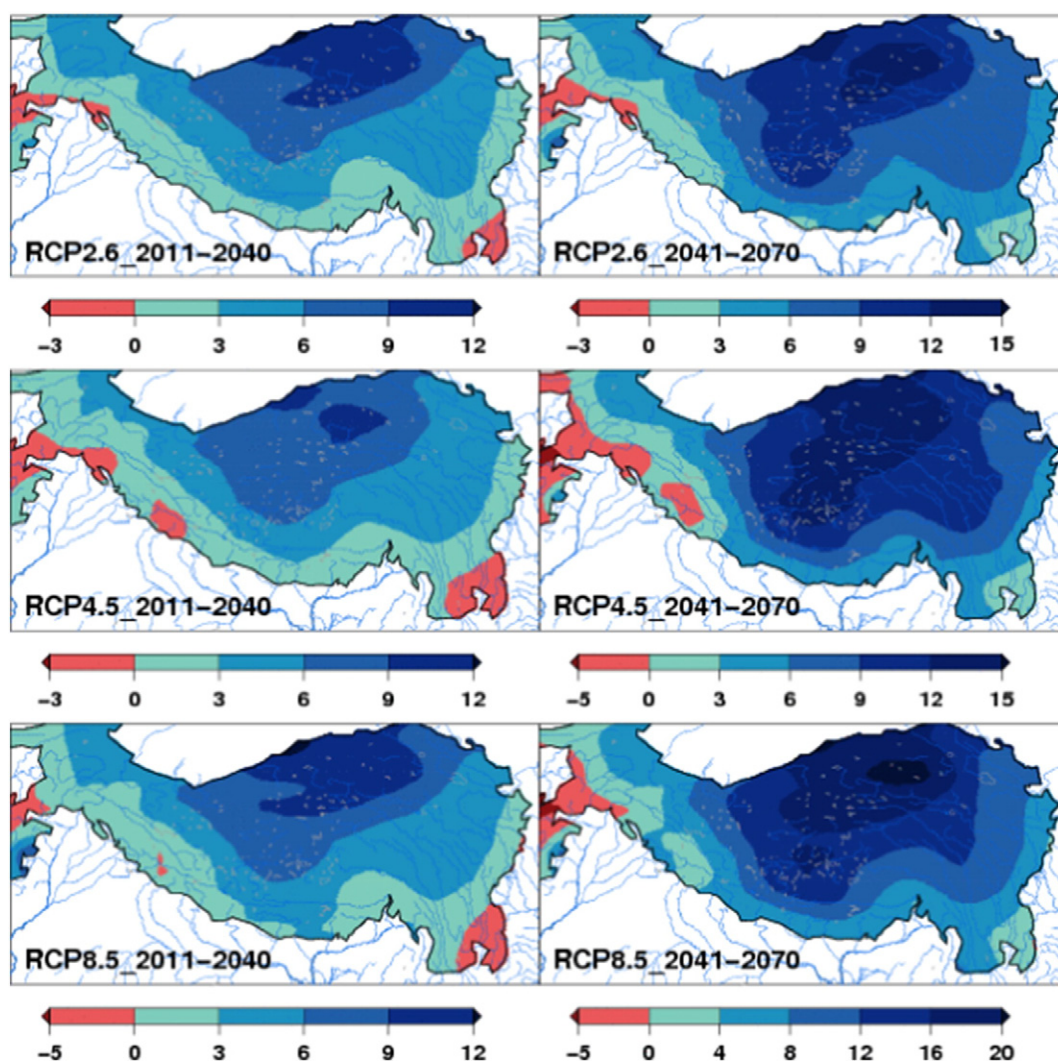 RCP2.6_2011−2040 RCP2.6_2041−2070
−3 0 3 6 9 12 −3 0 3 6 9 12 15
RCP4.5_2011−2040 RCP4.5_2041−2070
−3 0 3 6 9 12 −5 0 3 6 9 12 15
RCP8.5_2011−2040 RCP8.5_2041−2070
−5 0 3 6 9 12 −5 0 4 8 12 16 20